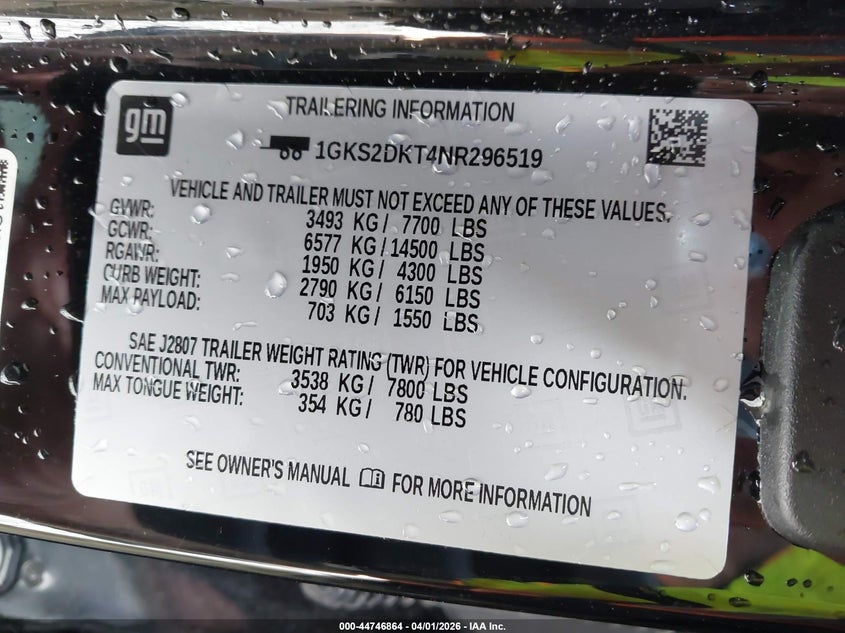 gm
TRAILERING INFORMATION
1GKS2DKT4NR296519
VEHICLE AND TRAILER MUST NOT EXCEED ANY OF THESE VALUES.
GVWR: 3493 KG / 7700 LBS
GCWR: 6577 KG / 14500 LBS
RGAWR: 1950 KG / 4300 LBS
CURB WEIGHT: 2790 KG / 6150 LBS
MAX PAYLOAD: 703 KG / 1550 LBS
SAE J2807 TRAILER WEIGHT RATING (TWR) FOR VEHICLE CONFIGURATION.
CONVENTIONAL TWR: 3538 KG / 7800 LBS
MAX TONGUE WEIGHT: 354 KG / 780 LBS
SEE OWNER'S MANUAL FOR MORE INFORMATION
000-44746864 - 04/01/2026 - IAA Inc.